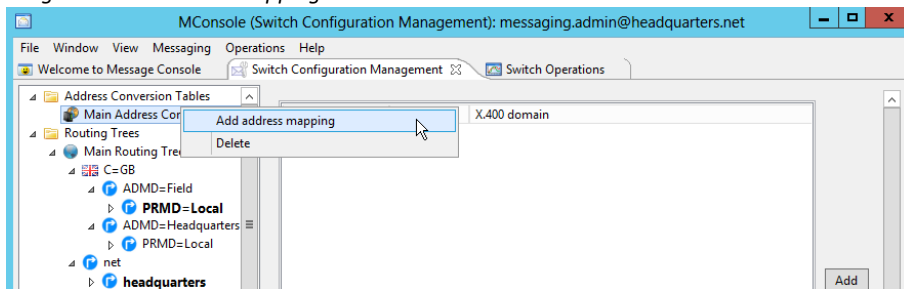 MConsole (Switch Configuration Management): messaging.admin@headquarters.net
File Window View Messaging Operations Help
Welcome to Message Console Switch Configuration Management Switch Operations
Address Conversion Tables
Main Address Con
Add address mapping
X.400 domain
Delete
Routing Trees
Main Routing Tree
C=GB
ADMD=Field
PRMD=Local
ADMD=Headquarters
PRMD=Local
net
headquarters
Add